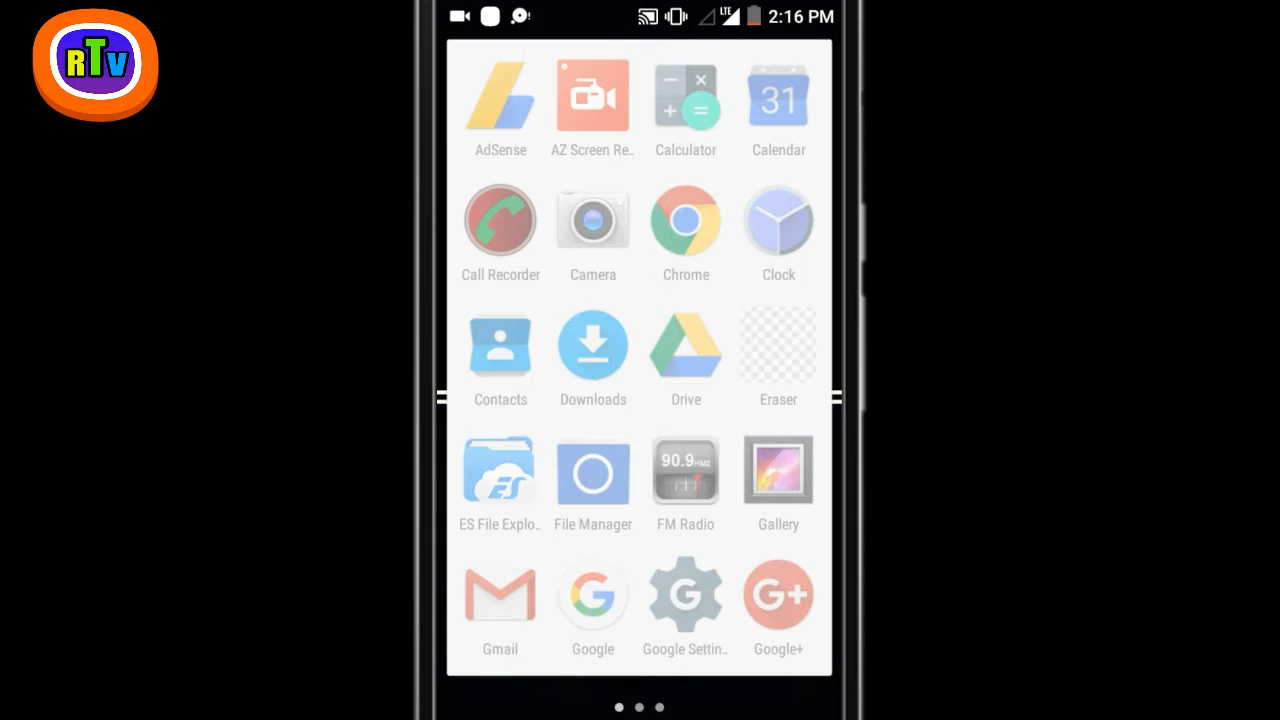 RTV
LTE 2:16 PM
31
AdSense AZ Screen Re.. Calculator Calendar
Call Recorder Camera Chrome Clock
Contacts Downloads Drive Eraser
ES 90.9HMZ
ES File Explo.. File Manager FM Radio Gallery
G G G+
Gmail Google Google Settin.. Google+